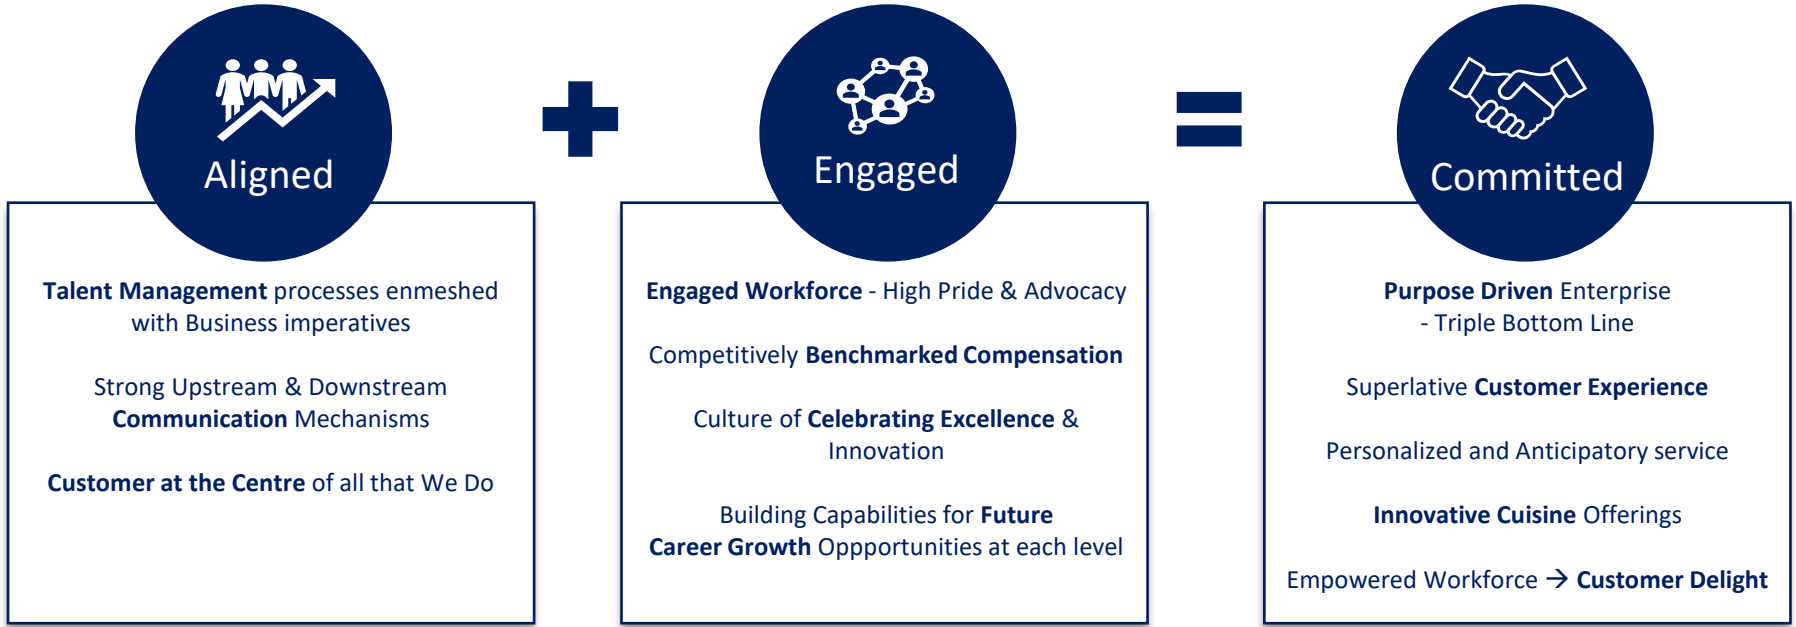 Aligned
Talent Management processes enmeshed
with Business imperatives
Strong Upstream & Downstream
Communication Mechanisms
Customer at the Centre of all that We Do
Engaged
Engaged Workforce - High Pride & Advocacy
Competitively Benchmarked Compensation
Culture of Celebrating Excellence &
Innovation
Building Capabilities for Future
Career Growth Oppportunities at each level
Committed
Purpose Driven Enterprise
- Triple Bottom Line
Superlative Customer Experience
Personalized and Anticipatory service
Innovative Cuisine Offerings
Empowered Workforce → Customer Delight